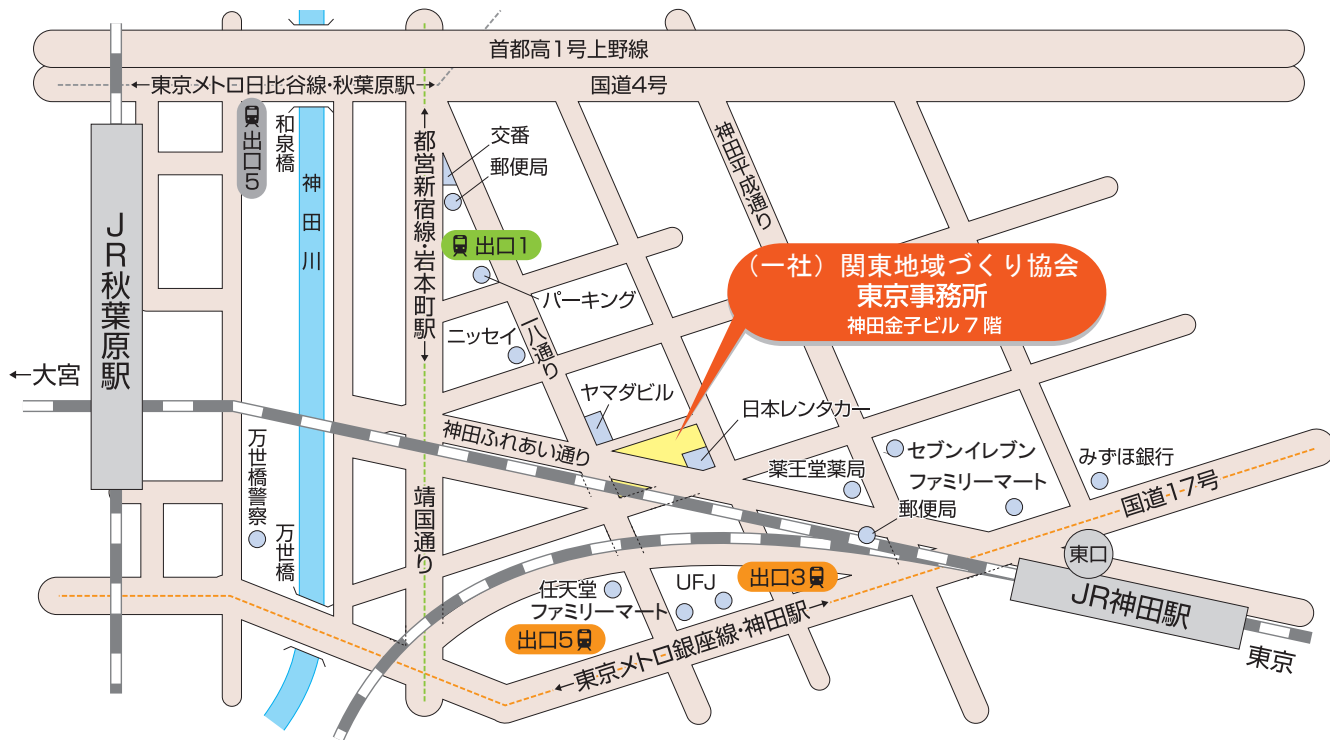 首都高1号上野線
←東京メトロ日比谷線・秋葉原駅→
国道4号
出口5
和泉橋
神田川
都営新宿線・岩本町駅
交番
郵便局
神田平成通り
出口1
JR秋葉原駅
(一社)関東地域づくり協会
東京事務所
神田金子ビル7階
パーキング
一八通り
ニッセイ
←大宮
ヤマダビル
日本レンタカー
神田ふれあい通り
万世橋警察
薬王堂薬局
セブンイレブン
ファミリーマート
みずほ銀行
国道17号
靖国通り
郵便局
万世橋
東口
任天堂
ファミリーマート
UFJ
出口3
出口5
JR神田駅
←東京メトロ銀座線・神田駅→
東京